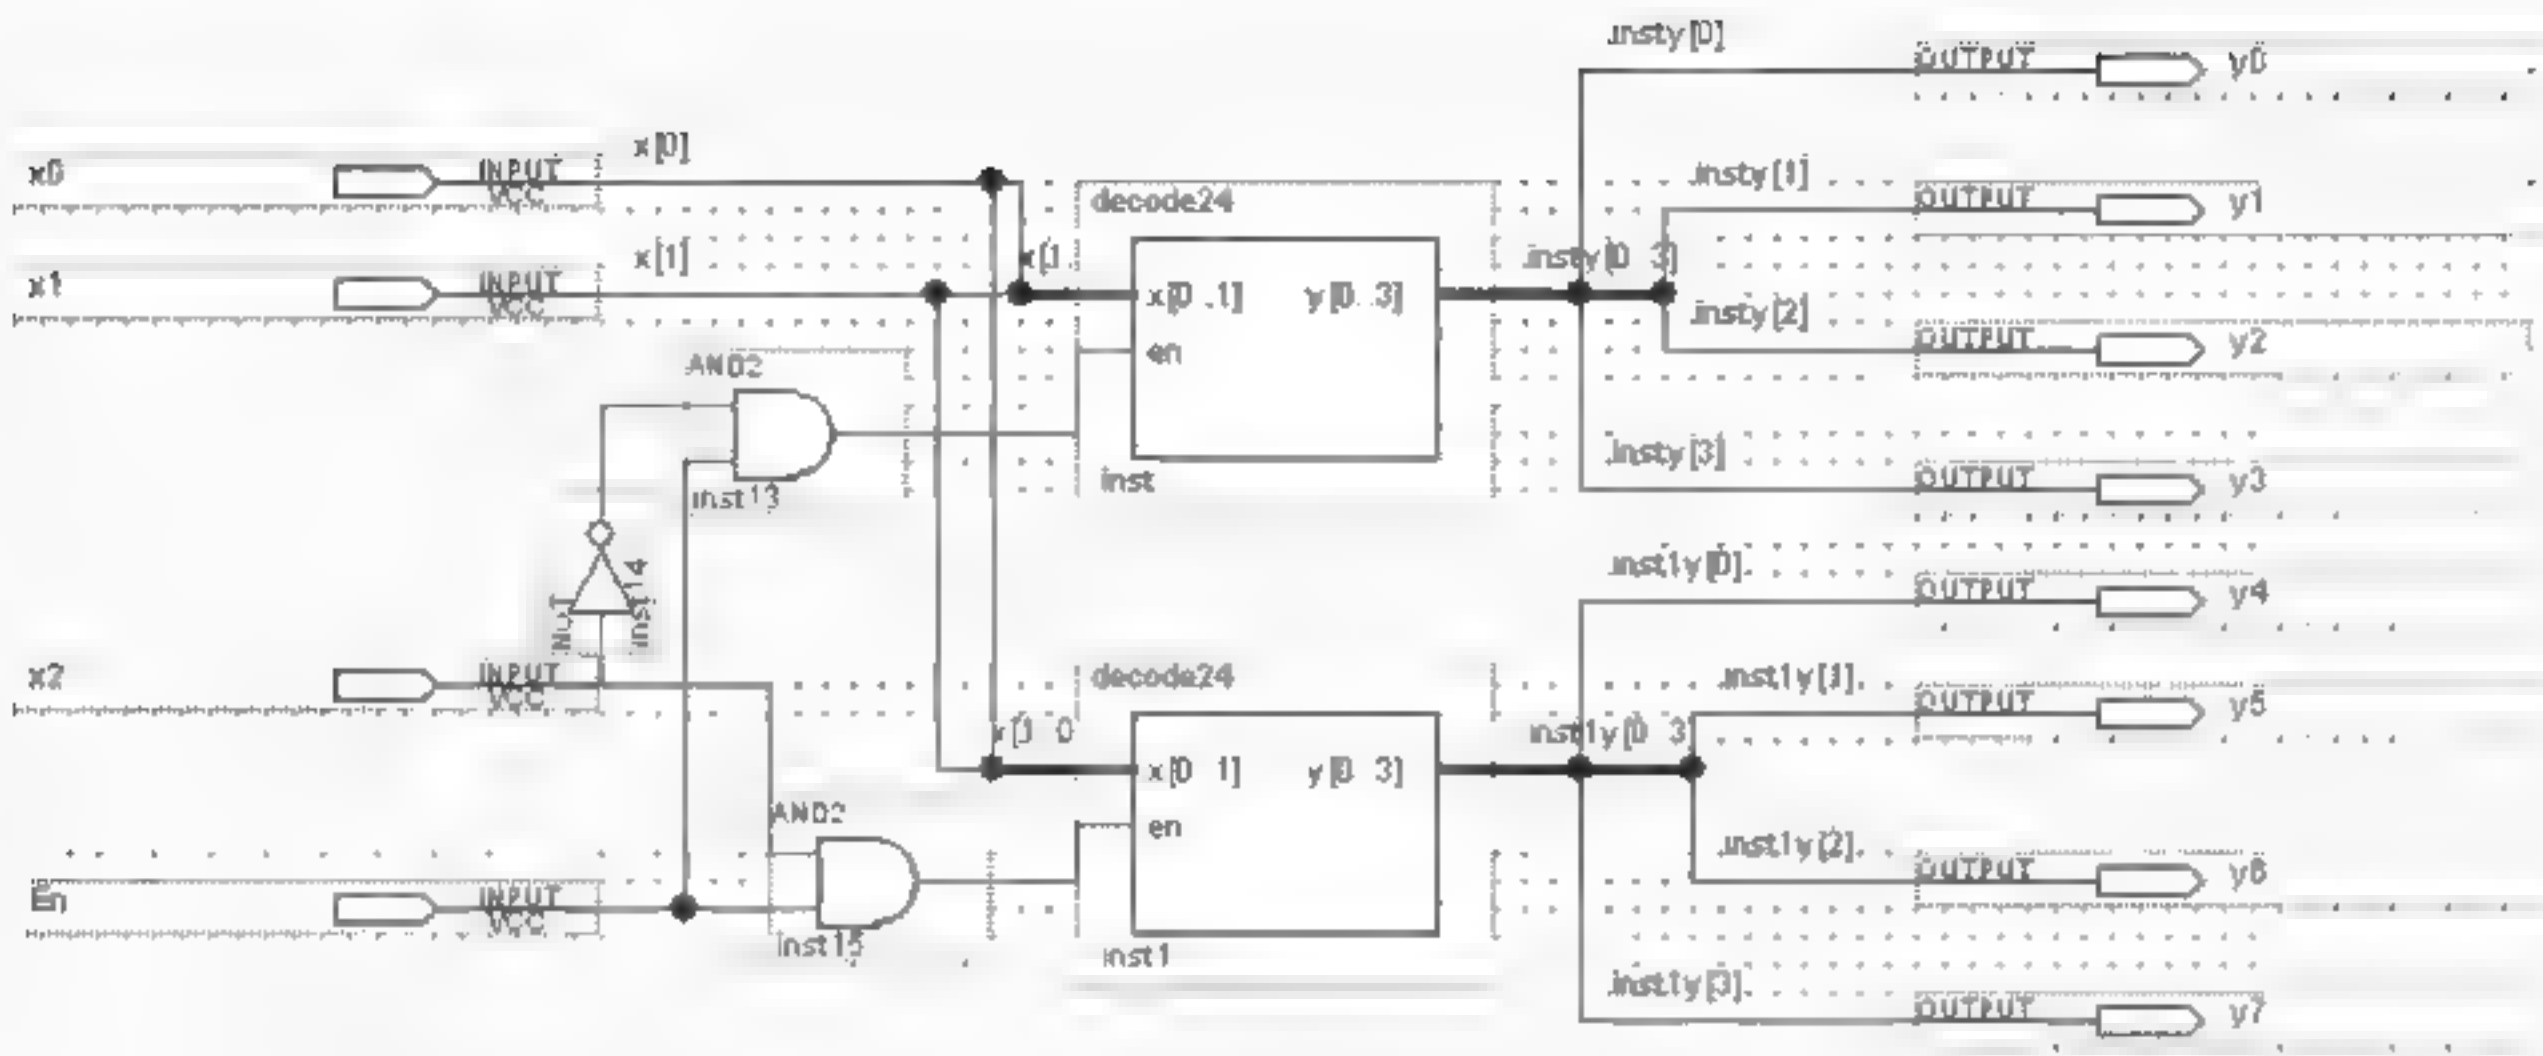 insty[0]
OUTPUT y0
x0 INPUT VCC x[0]
insty[1]
OUTPUT y1
decode24
x1 INPUT VCC x[1]
x[0..1] y[0..3]
insty[0 3]
insty[2]
OUTPUT y2
en
AND2
inst13
inst
insty[3]
OUTPUT y3
inst14
inst1y[0]
OUTPUT y4
x2 INPUT VCC
decode24
inst1y[1]
OUTPUT y5
x[1 0
x[0 1] y[0 3]
inst1y[0 3]
en
AND2
inst15
inst1y[2]
OUTPUT y6
En INPUT VCC
inst1
inst1y[3]
OUTPUT y7